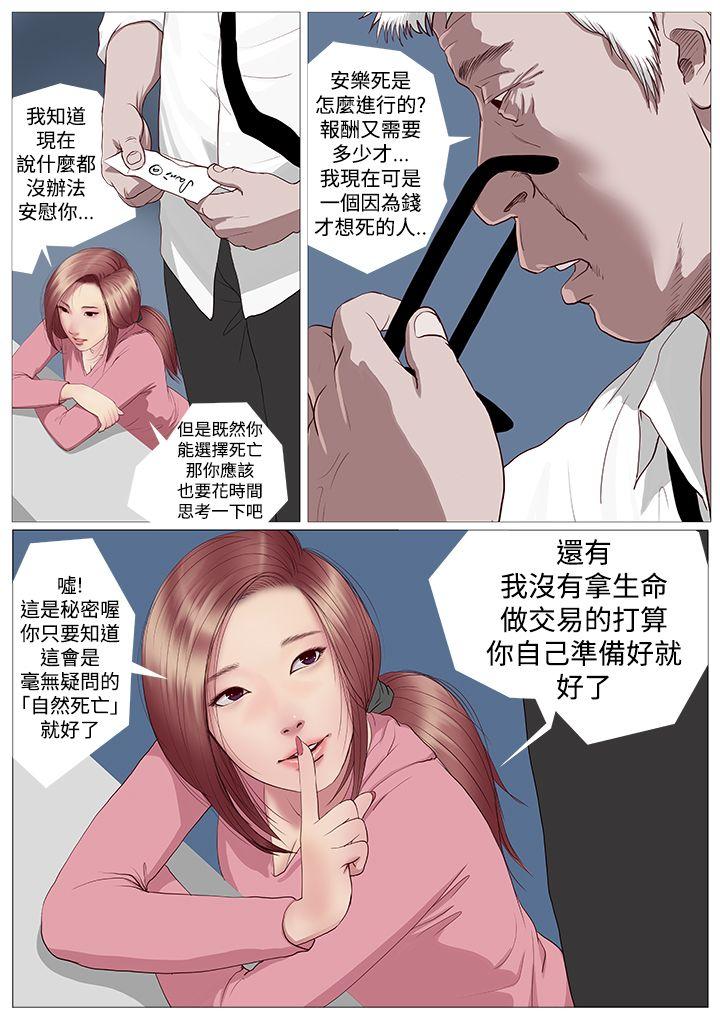 我知道
現在
說什麼都
沒辦法
安慰你...
但是既然你
能選擇死亡
那你應該
也要花時間
思考一下吧
安樂死是
怎麼進行的?
報酬又需要
多少才...
我現在可是
一個因為錢
才想死的人..
噓!
這是秘密喔
你只要知道
這會是
毫無疑問的
「自然死亡」
就好了
還有
我沒有拿生命
做交易的打算
你自己準備好就
好了